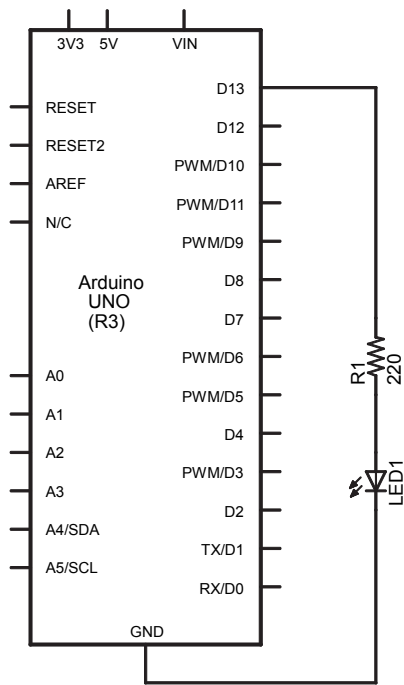 3V3 5V VIN
D13
RESET
D12
RESET2
PWM/D10
AREF
PWM/D11
N/C
PWM/D9
D8
Arduino
UNO
(R3)
D7
PWM/D6
A0
PWM/D5
A1
D4
A2
PWM/D3
A3
D2
A4/SDA
TX/D1
A5/SCL
RX/D0
GND
R1
220
LED1